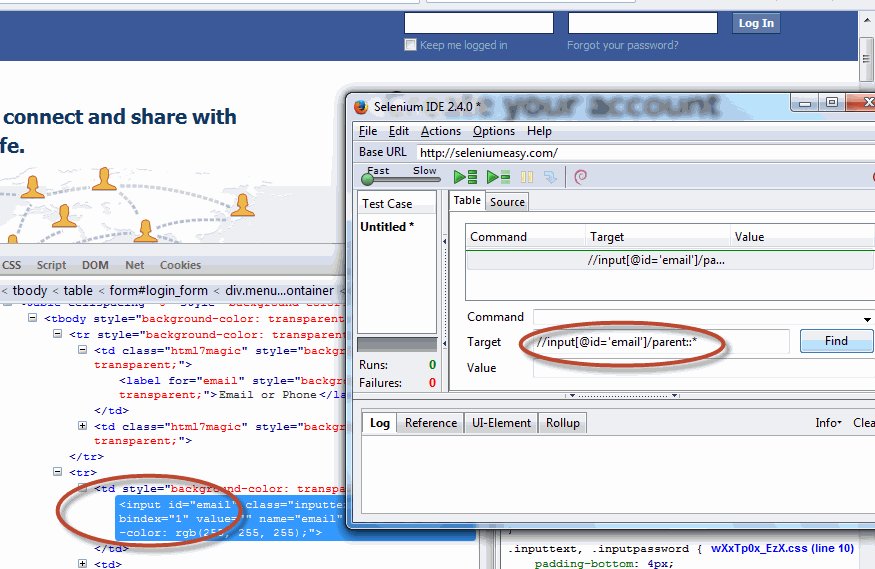 Log In
Keep me logged in
Forgot your password?
connect and share with
fe.
Create your account
Selenium IDE 2.4.0 *
File Edit Actions Options Help
Base URL http://seleniumeasy.com/
Fast Slow
Test Case
Untitled *
Table Source
Command Target Value
//input[@id='email']/pa...
Command
Target //input[@id='email']/parent::* Find
Value
Runs: 0
Failures: 0
Log Reference UI-Element Rollup Info Clea
CSS Script DOM Net Cookies
< tbody < table < form#login_form < div.menu...ontainer <
<tbody style="background-color: transparent
<tr style="background-color: transparent
<td class="html7magic" style="backg
transparent;">
<label for="email" style="backg
transparent;">Email or Phone</la
</td>
<td class="html7magic" style="backg
transparent;">
</tr>
<tr>
<td style="background-color: transpa
<input id="email" class="inputtex
bindex="1" value="" name="email"
-color: rgb(255, 255, 255);">
</td>
<td>
.inputtext, .inputpassword { wXxTp0x_EzX.css (line 10)
padding-bottom: 4px;